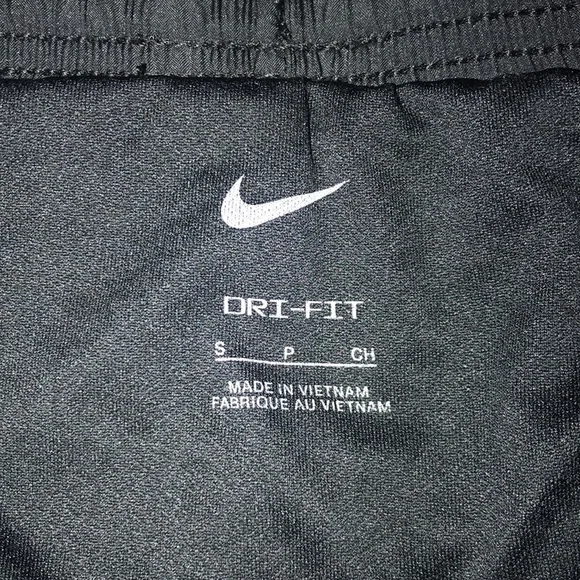 DRI-FIT
S P CH
MADE IN VIETNAM
FABRIQUE AU VIETNAM